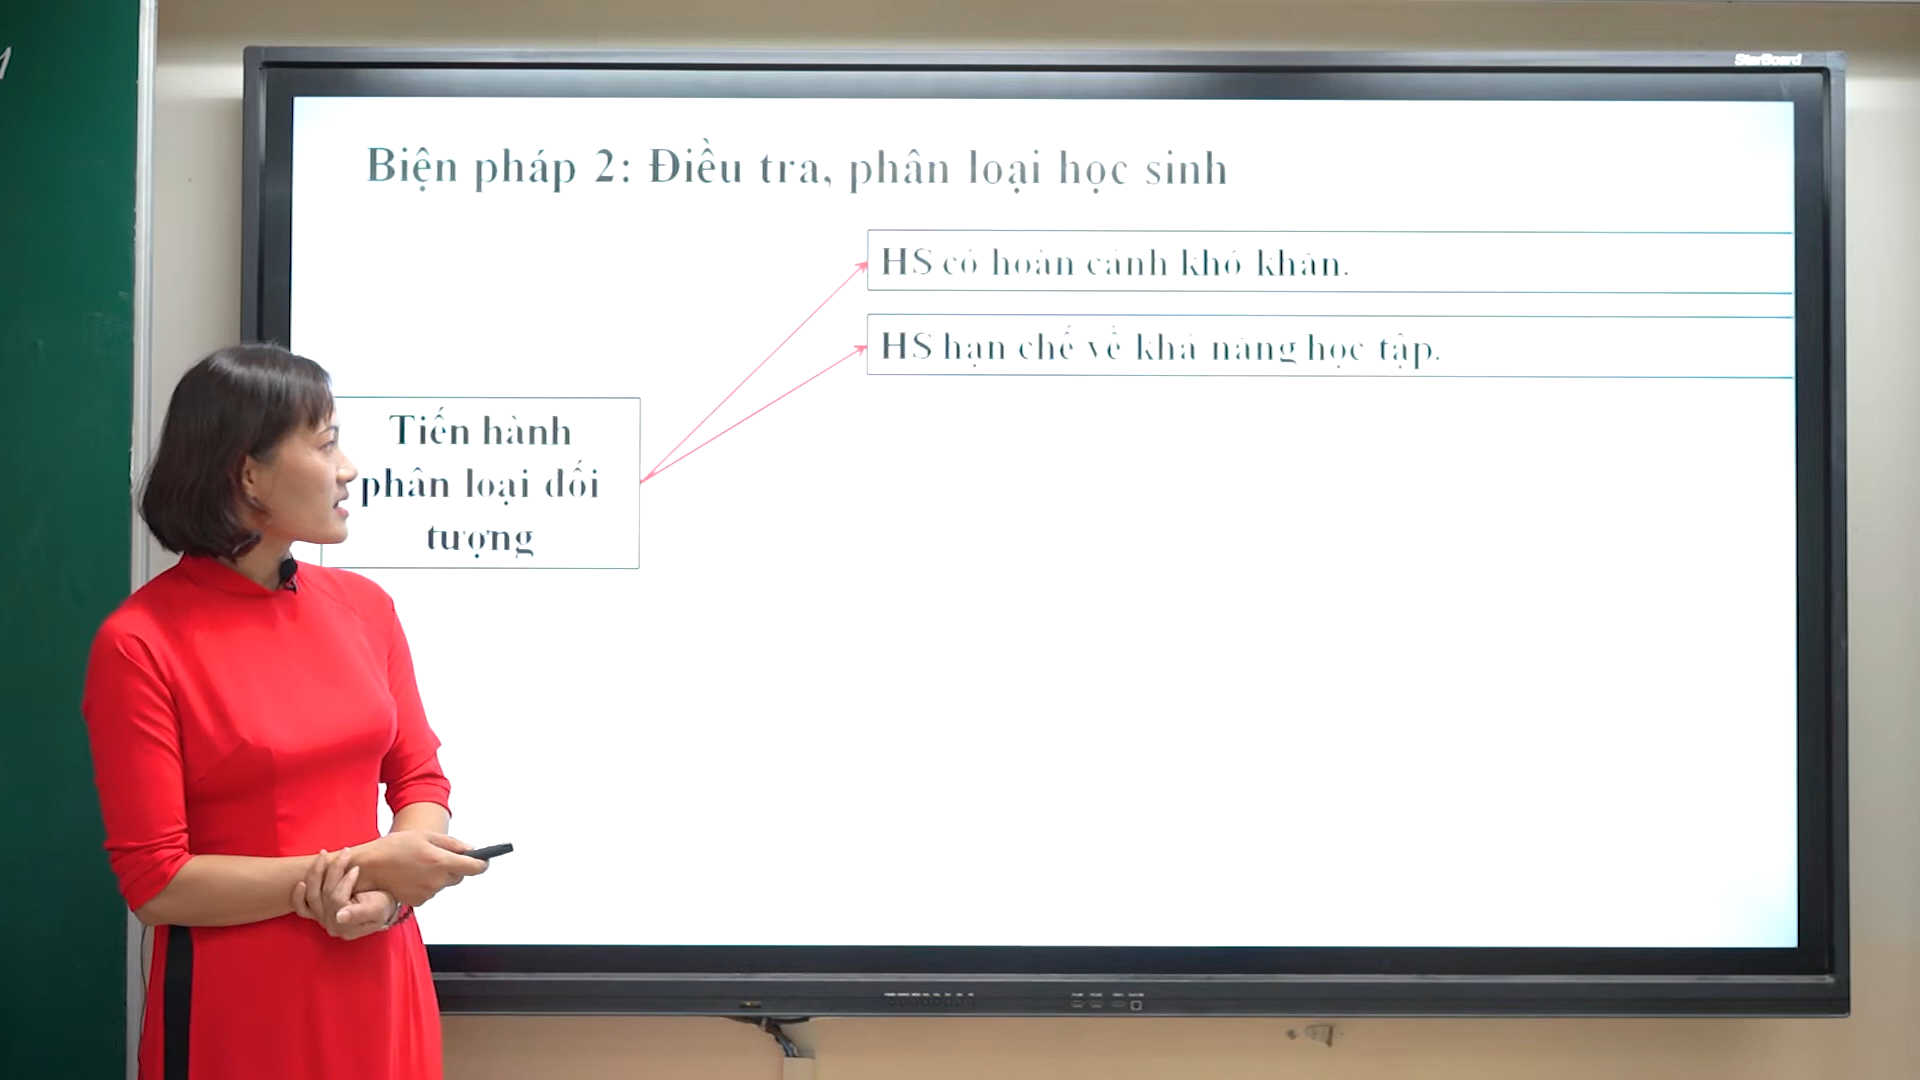 StarBoard
Biện pháp 2: Điều tra, phân loại học sinh
HS có hoàn cảnh khó khăn.
HS hạn chế về khả năng học tập.
Tiến hành
phân loại đối
tượng